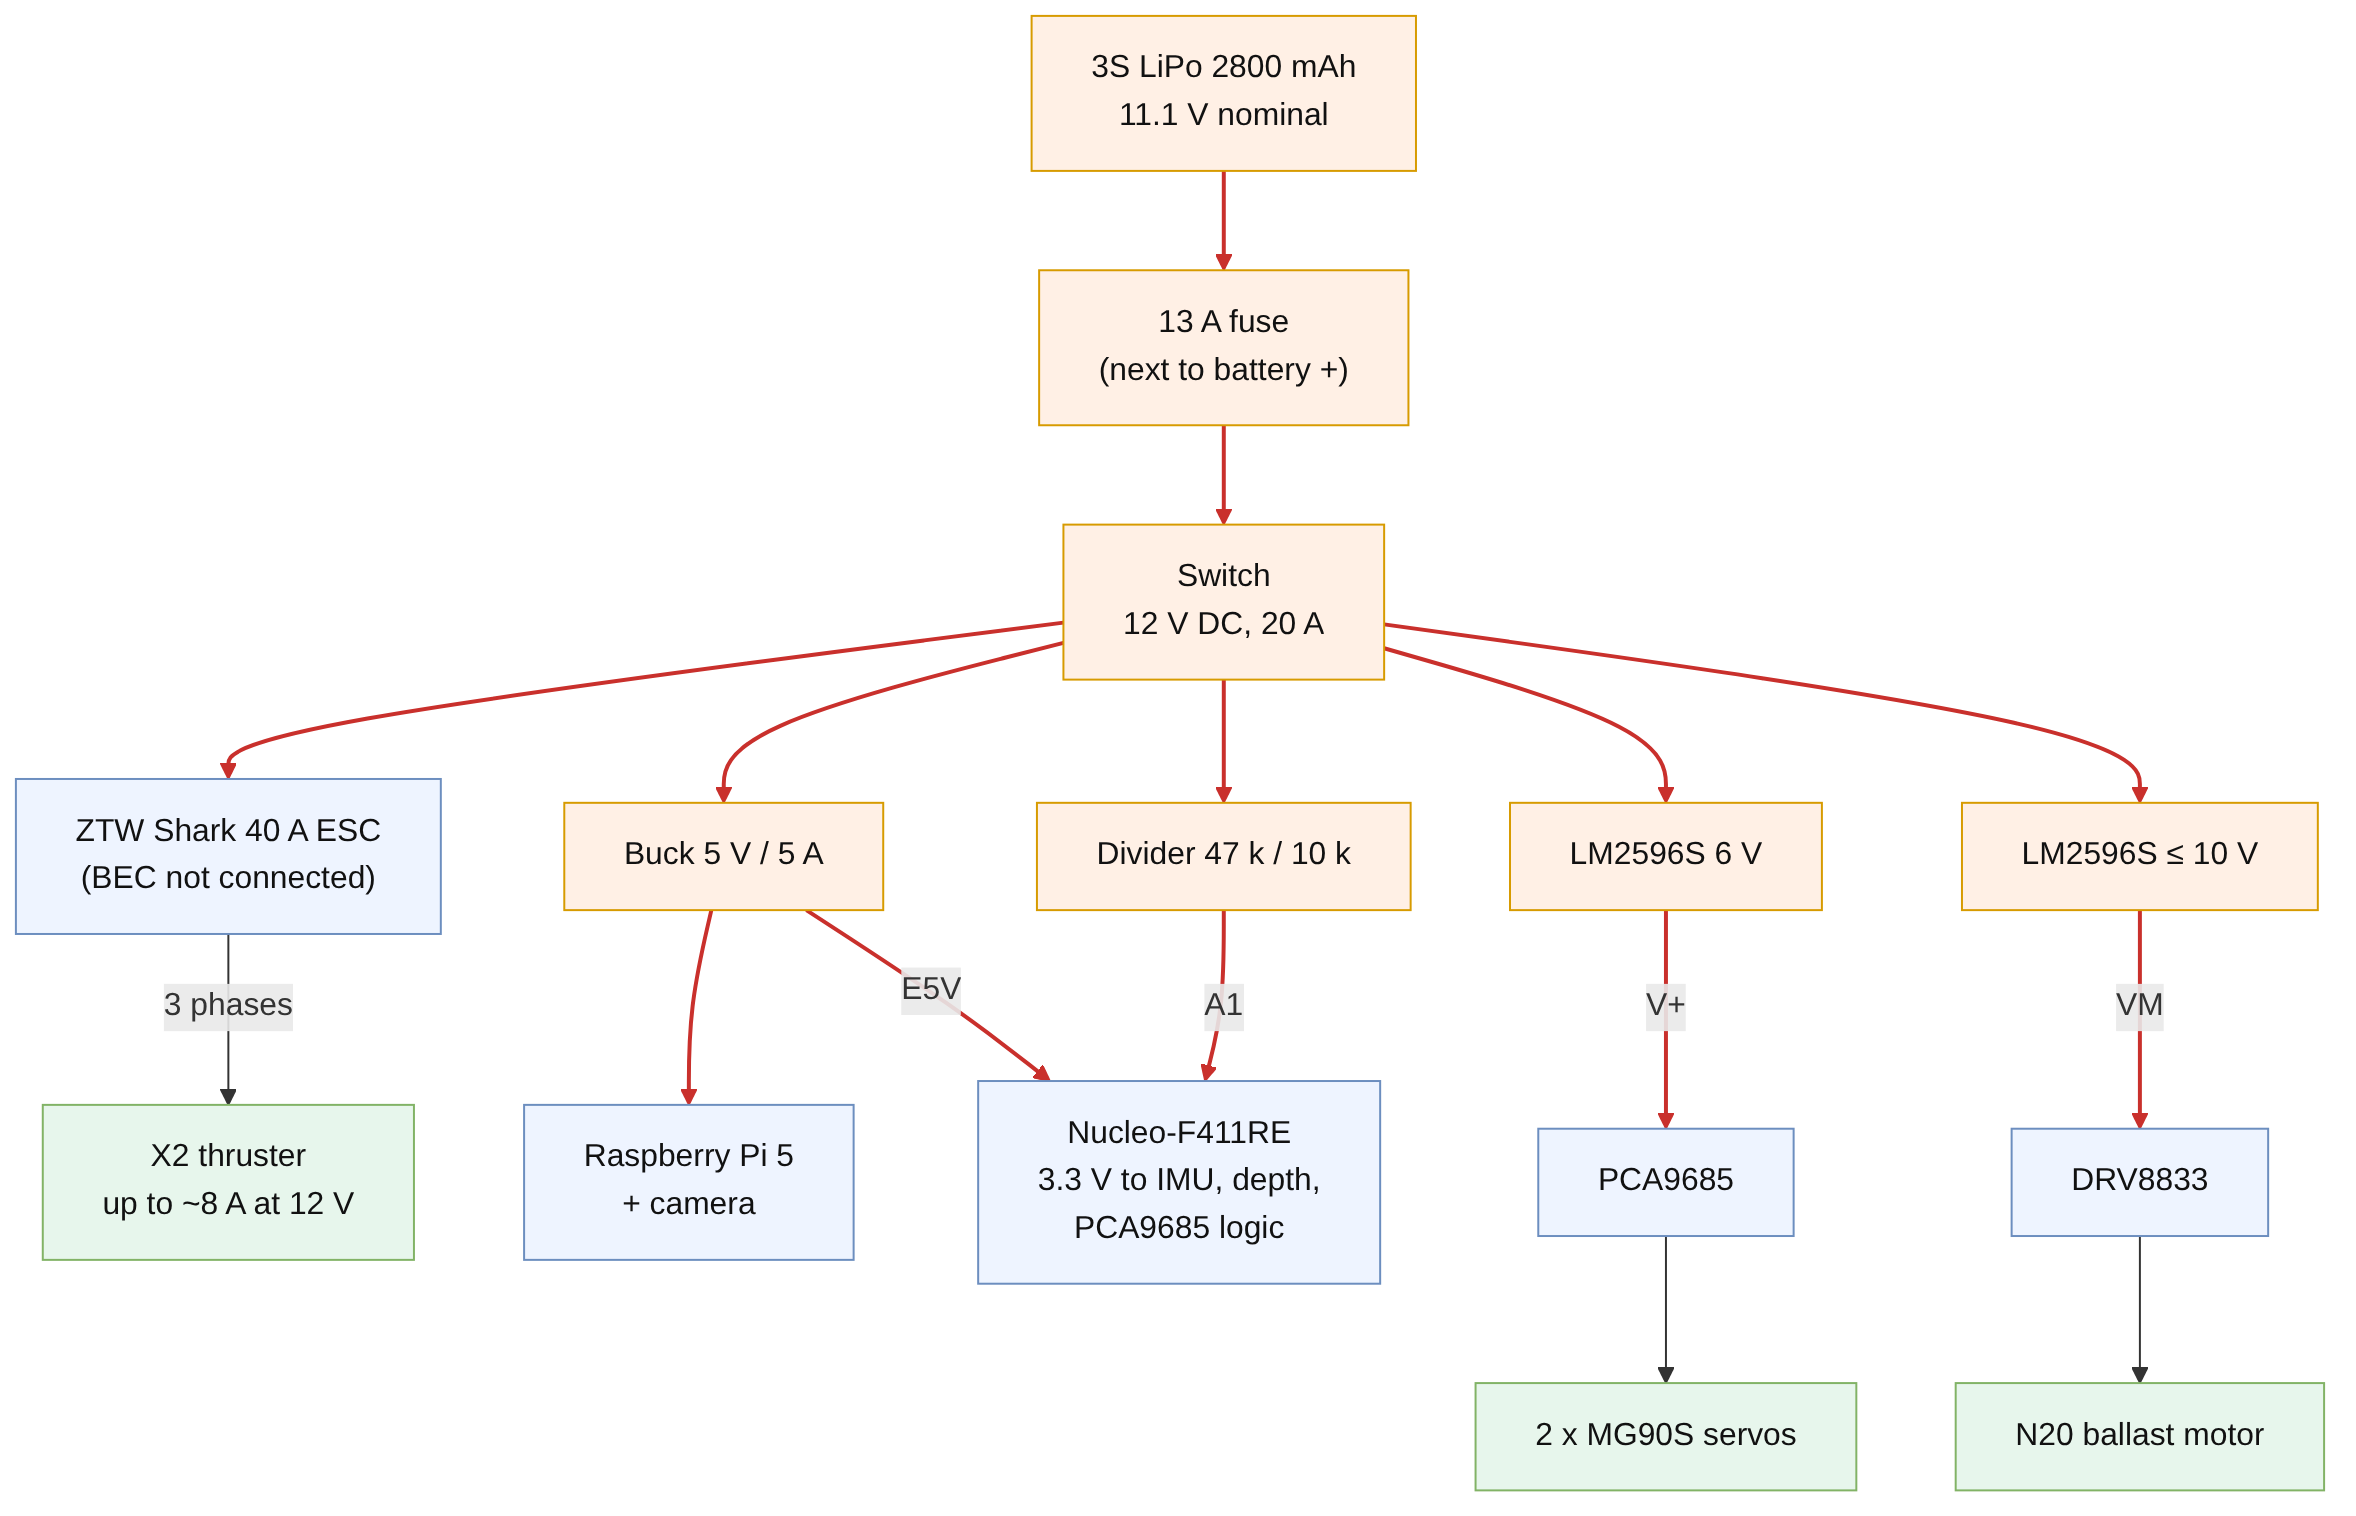 3S LiPo 2800 mAh
11.1 V nominal
13 A fuse
(next to battery +)
Switch
12 V DC, 20 A
ZTW Shark 40 A ESC
(BEC not connected)
Buck 5 V / 5 A
Divider 47 k / 10 k
LM2596S 6 V
LM2596S ≤ 10 V
3 phases
E5V
A1
V+
VM
X2 thruster
up to ~8 A at 12 V
Raspberry Pi 5
+ camera
Nucleo-F411RE
3.3 V to IMU, depth,
PCA9685 logic
PCA9685
DRV8833
2 x MG90S servos
N20 ballast motor